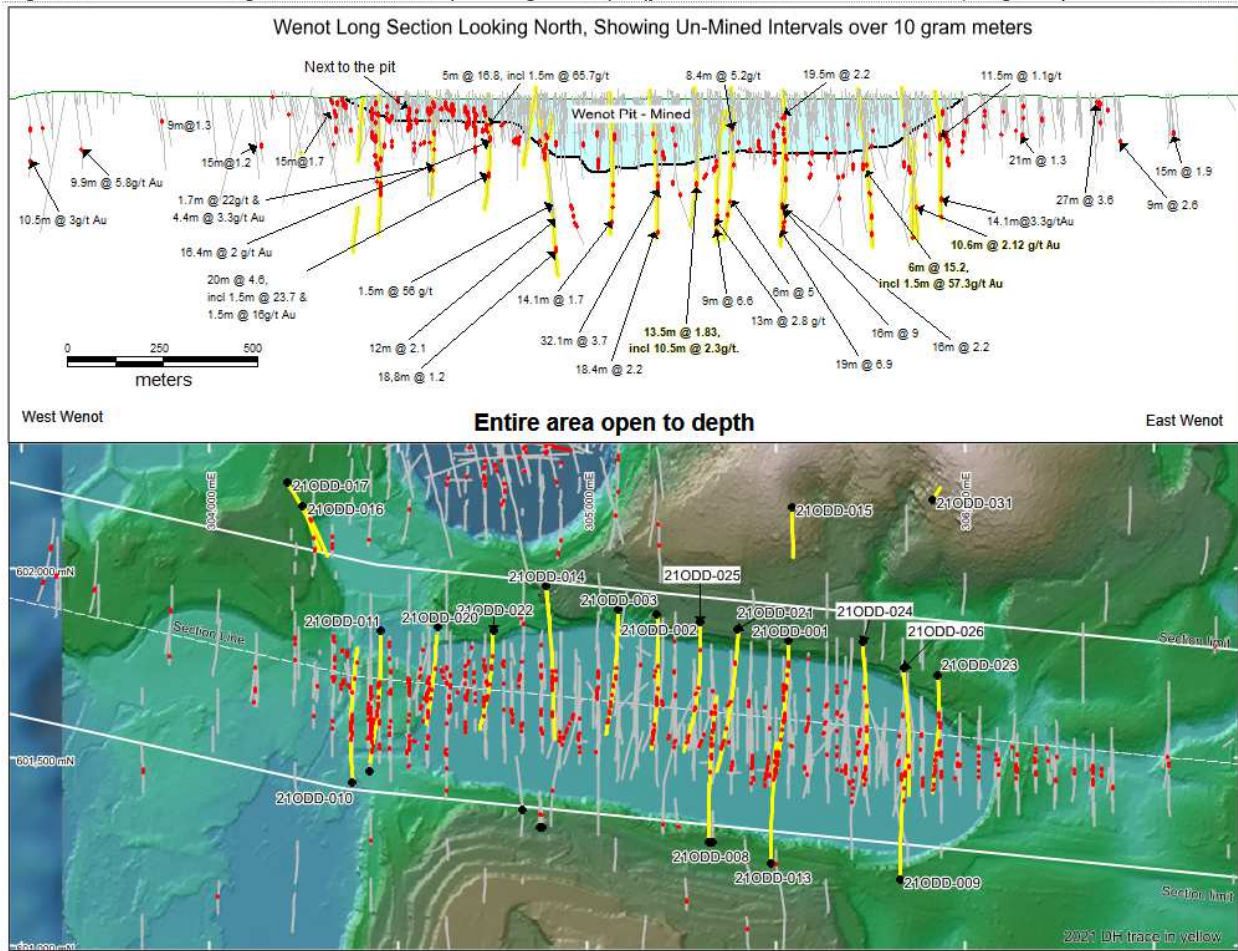 Wenot Long Section Looking North, Showing Un-Mined Intervals over 10 gram meters
Next to the pit
5m @ 16.8, incl 1.5m @ 65.7g/t
8.4m @ 5.2g/t
19.5m @ 2.2
11.5m @ 1.1g/t
Wenot Pit - Mined
9m@1.3
15m@1.2
15m@1.7
21m @ 1.3
15m @ 1.9
9.9m @ 5.8g/t Au
10.5m @ 3g/t Au
1.7m @ 22g/t &
4.4m @ 3.3g/t Au
27m @ 3.6
9m @ 2.6
14.1m@3.3g/tAu
10.6m @ 2.12 g/t Au
16.4m @ 2 g/t Au
6m @ 15.2,
incl 1.5m @ 57.3g/t Au
20m @ 4.6,
incl 1.5m @ 23.7 &
1.5m @ 16g/t Au
1.5m @ 56 g/t
14.1m @ 1.7
9m @ 6.6
6m @ 5
13m @ 2.8 g/t
32.1m @ 3.7
13.5m @ 1.83,
incl 10.5m @ 2.3g/t.
16m @ 9
16m @ 2.2
12m @ 2.1
18,8m @ 1.2
18.4m @ 2.2
19m @ 6.9
0 250 500
meters
West Wenot
Entire area open to depth
East Wenot
21ODD-017
21ODD-016
304,000 mE
305,000 mE
306,000 mE
21ODD-015
21ODD-031
602,000 mN
21ODD-014
21ODD-025
21ODD-003
21ODD-024
21ODD-011
21ODD-020
21ODD-022
21ODD-002
21ODD-021
21ODD-001
21ODD-026
21ODD-023
Section Line
Section limit
601,500 mN
21ODD-010
21ODD-008
21ODD-013
21ODD-009
Section limit
601,000 mN
2021 DH trace in yellow